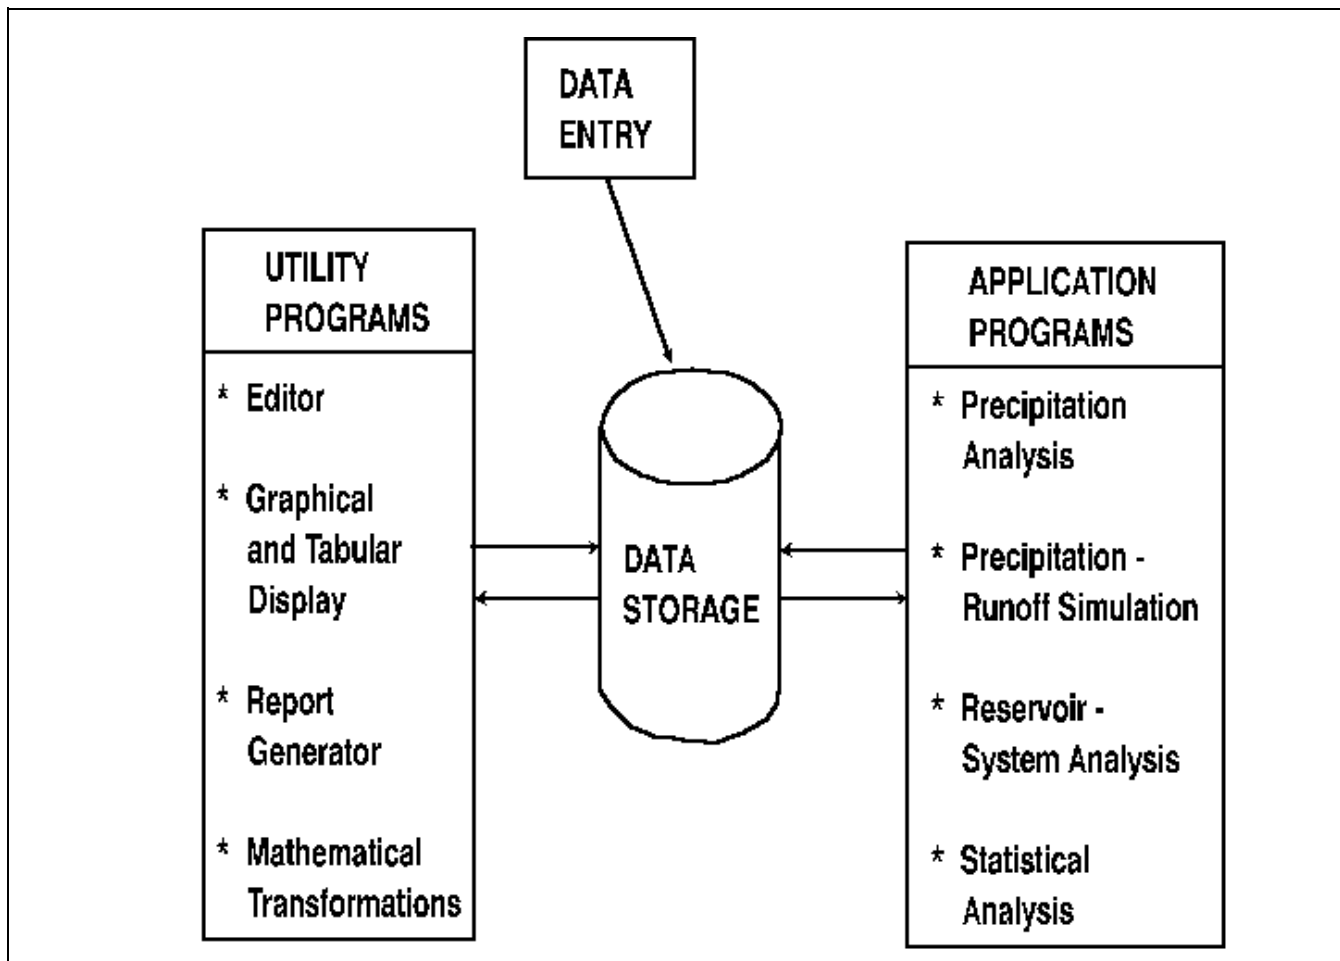 DATA
ENTRY
UTILITY
PROGRAMS
* Editor
* Graphical
and Tabular
Display
* Report
Generator
* Mathematical
Transformations
DATA
STORAGE
APPLICATION
PROGRAMS
* Precipitation
Analysis
* Precipitation -
Runoff Simulation
* Reservoir -
System Analysis
* Statistical
Analysis